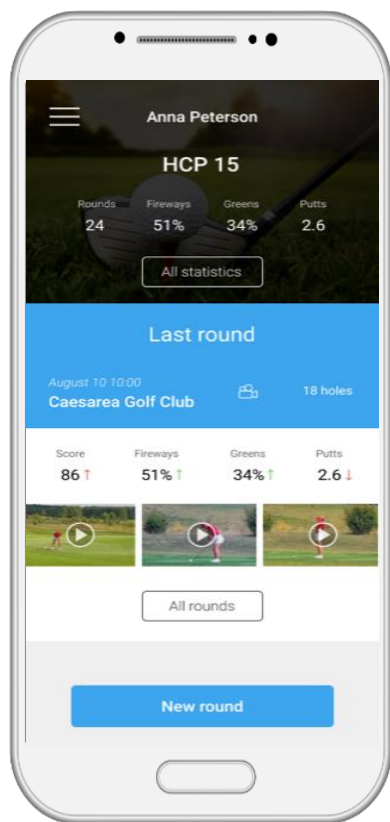 Anna Peterson
HCP 15
Rounds Fireways Greens Putts
24 51% 34% 2.6
All statistics
Last round
August 10 10:00
Caesarea Golf Club 18 holes
Score Fireways Greens Putts
86↑ 51%↑ 34%↑ 2.6↓
All rounds
New round